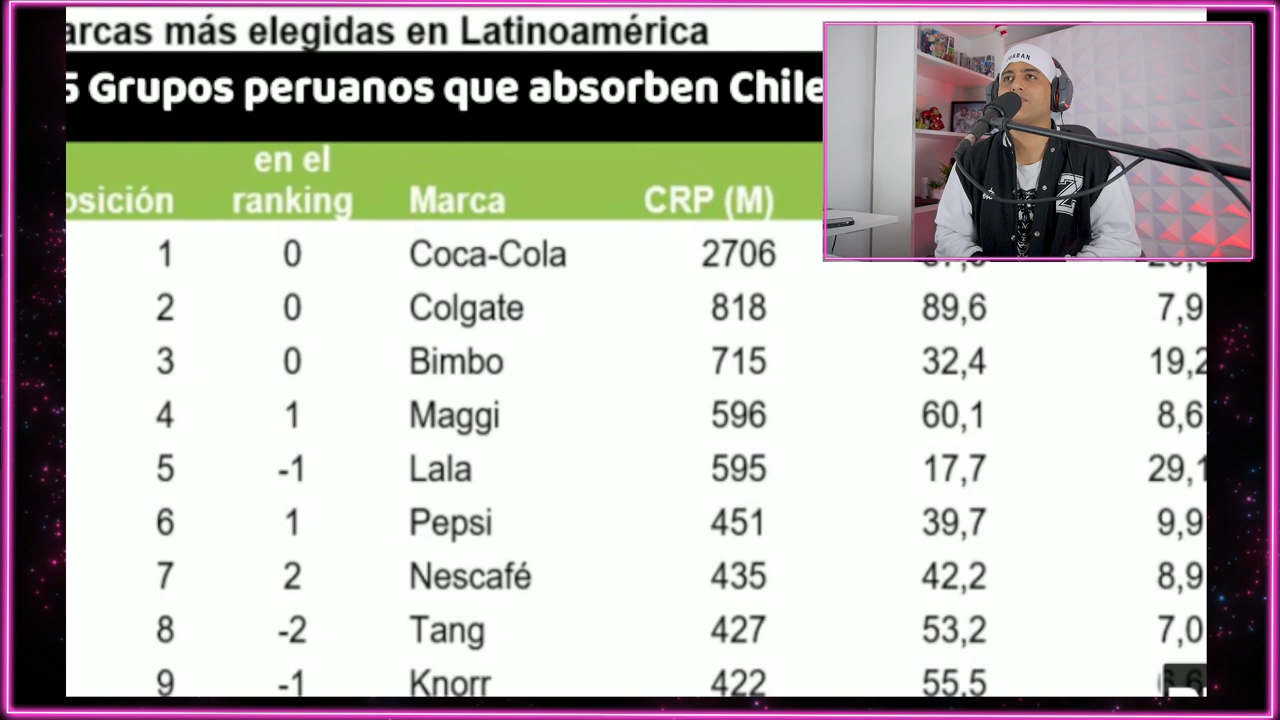 arcas más elegidas en Latinoamérica
5 Grupos peruanos que absorben Chile
en el
osición ranking Marca CRP (M)
1 0 Coca-Cola 2706
2 0 Colgate 818 89,6 7,9
3 0 Bimbo 715 32,4 19,2
4 1 Maggi 596 60,1 8,6
5 -1 Lala 595 17,7 29,1
6 1 Pepsi 451 39,7 9,9
7 2 Nescafé 435 42,2 8,9
8 -2 Tang 427 53,2 7,0
9 -1 Knorr 422 55,5
Z